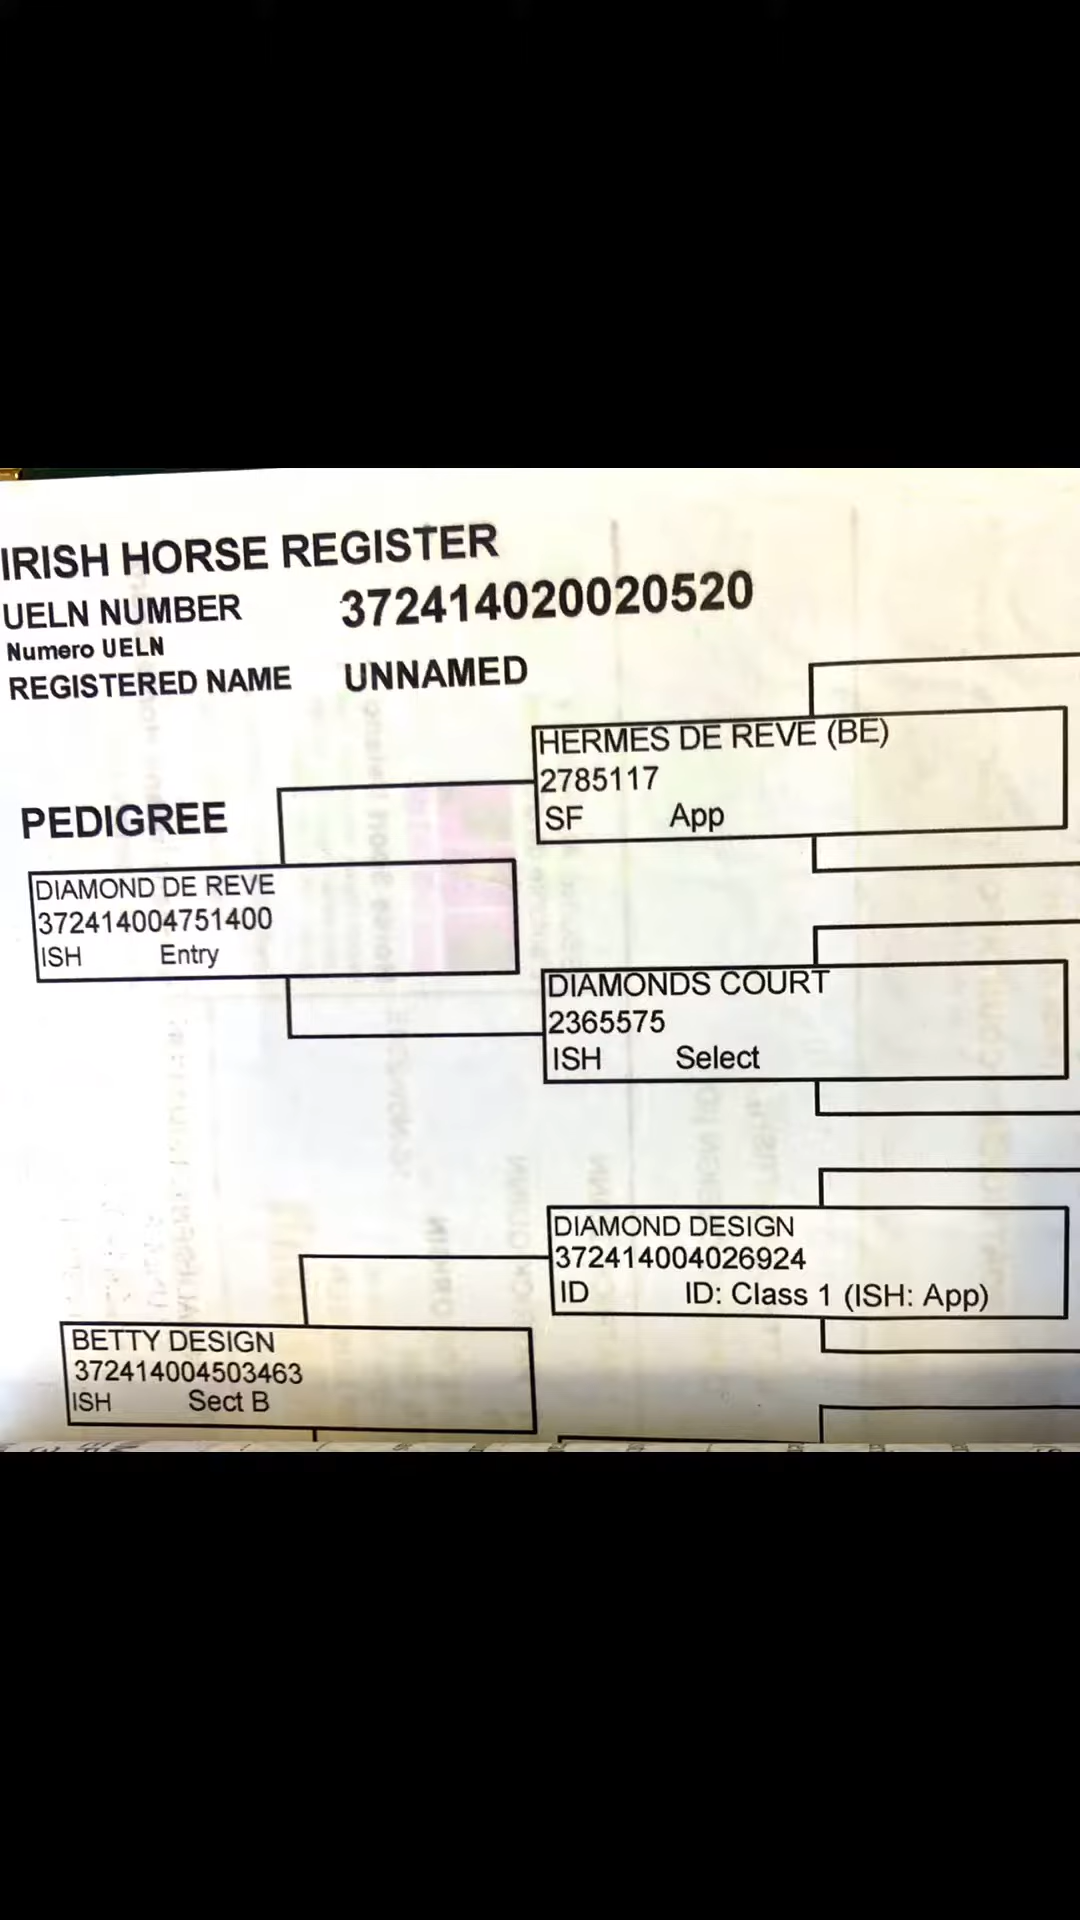 IRISH HORSE REGISTER
UELN NUMBER 372414020020520
Numero UELN
REGISTERED NAME UNNAMED
PEDIGREE
HERMES DE REVE (BE)
2785117
SF App
DIAMOND DE REVE
372414004751400
ISH Entry
DIAMONDS COURT
2365575
ISH Select
DIAMOND DESIGN
372414004026924
ID ID: Class 1 (ISH: App)
BETTY DESIGN
372414004503463
ISH Sect B